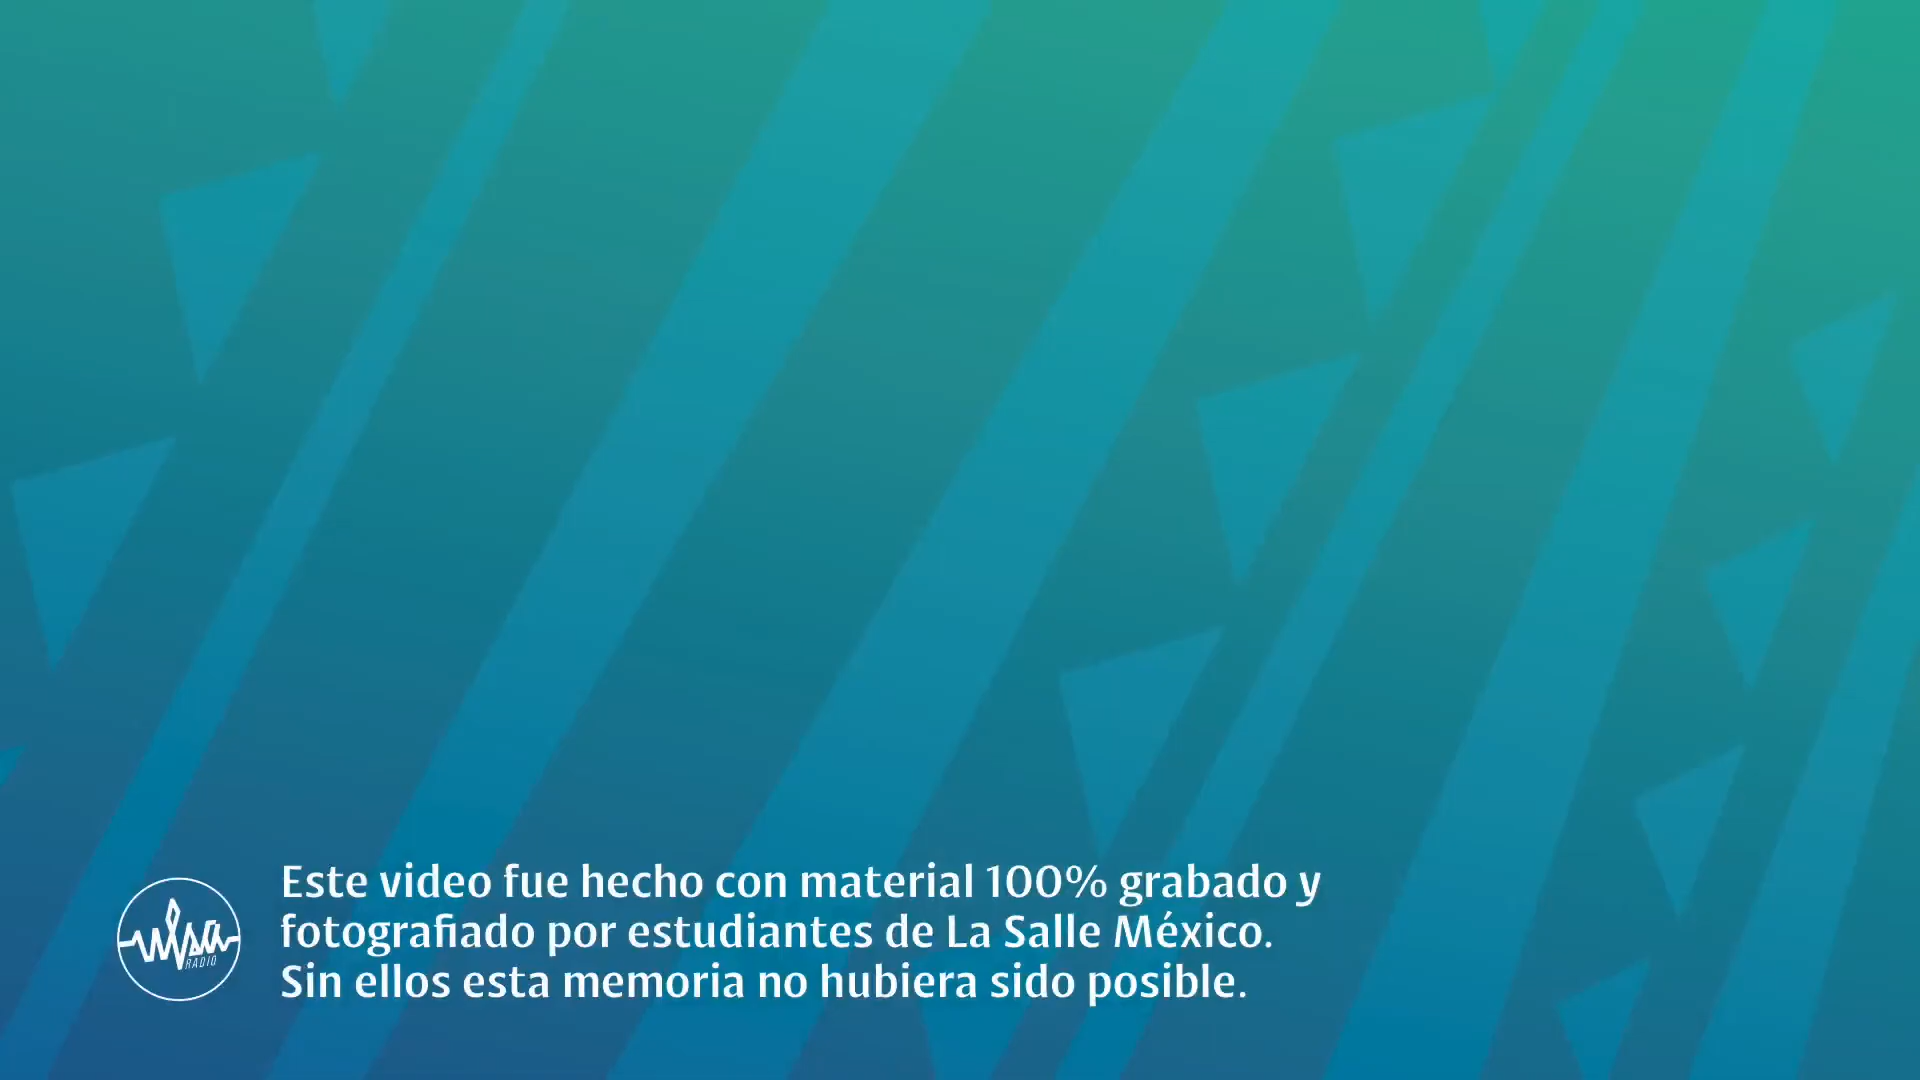 Este video fue hecho con material 100% grabado y
fotografiado por estudiantes de La Salle México.
Sin ellos esta memoria no hubiera sido posible.
RADIO